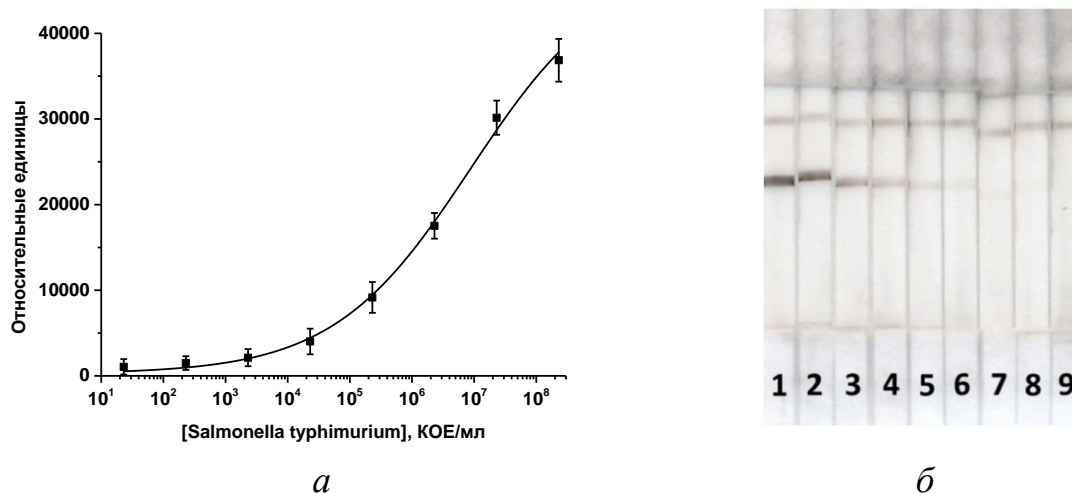 40000
30000
20000
10000
0
Относительные единицы
10¹ 10² 10³ 10⁴ 10⁵ 10⁶ 10⁷ 10⁸
[Salmonella typhimurium], КОЕ/мл
а
1 2 3 4 5 6 7 8 9
б